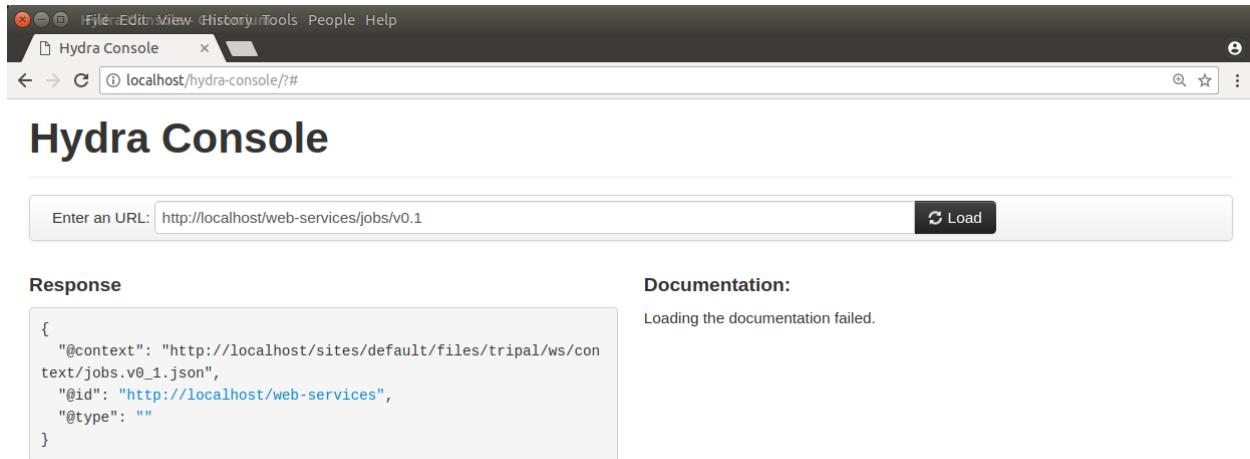 File Edit View History Tools People Help
Hydra Console
localhost/hydra-console/?#
Hydra Console
Enter an URL: http://localhost/web-services/jobs/v0.1 Load
Response
{
"@context": "http://localhost/sites/default/files/tripal/ws/con
text/jobs.v0_1.json",
"@id": "http://localhost/web-services",
"@type": ""
}
Documentation:
Loading the documentation failed.